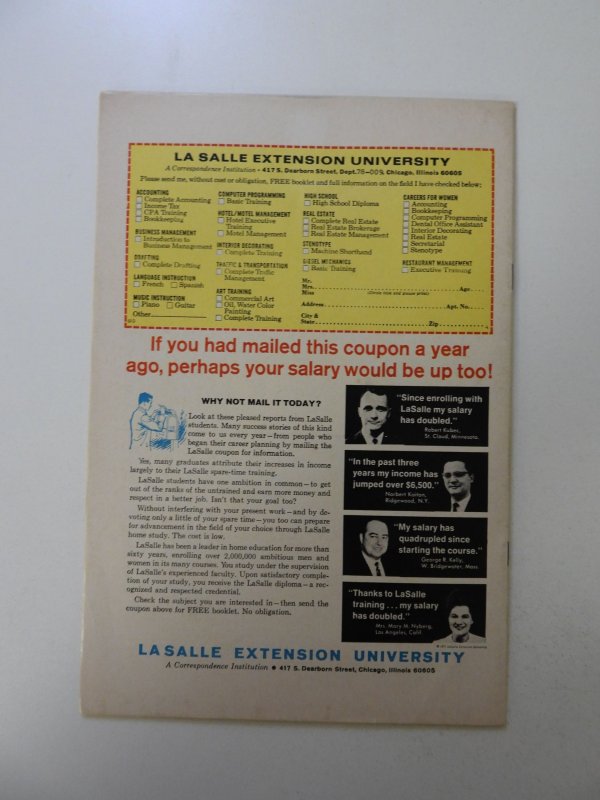 LA SALLE EXTENSION UNIVERSITY
A Correspondence Institution • 417 S. Dearborn Street, Dept. 78-009, Chicago, Illinois 60605
Please send me, without cost or obligation, FREE booklet and full information on the field I have checked below:
ACCOUNTING
Complete Accounting
Income Tax
CPA Training
Bookkeeping
BUSINESS MANAGEMENT
Introduction to
Business Management
DRAFTING
Complete Drafting
LANGUAGE INSTRUCTION
French Spanish
MUSIC INSTRUCTION
Piano Guitar
Other
COMPUTER PROGRAMMING
Basic Training
HOTEL/MOTEL MANAGEMENT
Hotel Executive
Training
Motel Management
INTERIOR DECORATING
Complete Training
TRAFFIC & TRANSPORTATION
Complete Traffic
Management
ART TRAINING
Commercial Art
Oil, Water Color
Painting
Complete Training
HIGH SCHOOL
High School Diploma
REAL ESTATE
Complete Real Estate
Real Estate Brokerage
Real Estate Management
STENOTYPE
Machine Shorthand
DIESEL MECHANICS
Basic Training
CAREERS FOR WOMEN
Accounting
Bookkeeping
Computer Programming
Dental Office Assistant
Interior Decorating
Real Estate
Secretarial
Stenotype
RESTAURANT MANAGEMENT
Executive Training
Mr.
Mrs. Age
Miss (Circle title and please print)
Address Apt. No.
City &
State Zip
If you had mailed this coupon a year
ago, perhaps your salary would be up too!
WHY NOT MAIL IT TODAY?
Look at these pleased reports from LaSalle
students. Many success stories of this kind
come to us every year—from people who
began their career planning by mailing the
LaSalle coupon for information.
Yes, many graduates attribute their increases in income
largely to their LaSalle spare-time training.
LaSalle students have one ambition in common—to get
out of the ranks of the untrained and earn more money and
respect in a better job. Isn't that your goal too?
Without interfering with your present work—and by de-
voting only a little of your spare time—you too can prepare
for advancement in the field of your choice through LaSalle
home study. The cost is low.
LaSalle has been a leader in home education for more than
sixty years, enrolling over 2,000,000 ambitious men and
women in its many courses. You study under the supervision
of LaSalle's experienced faculty. Upon satisfactory comple-
tion of your study, you receive the LaSalle diploma—a rec-
ognized and respected credential.
Check the subject you are interested in—then send the
coupon above for FREE booklet. No obligation.
"Since enrolling with
LaSalle my salary
has doubled."
Robert Kubes,
St. Cloud, Minnesota
"In the past three
years my income has
jumped over $6,500."
Norbert Konton,
Ridgewood, N.Y.
"My salary has
quadrupled since
starting the course."
George R. Kelly,
W. Bridgewater, Mass.
"Thanks to LaSalle
training . . . my salary
has doubled."
Mrs. Mary M. Nyberg,
Los Angeles, Calif.
LA SALLE EXTENSION UNIVERSITY
A Correspondence Institution • 417 S. Dearborn Street, Chicago, Illinois 60605